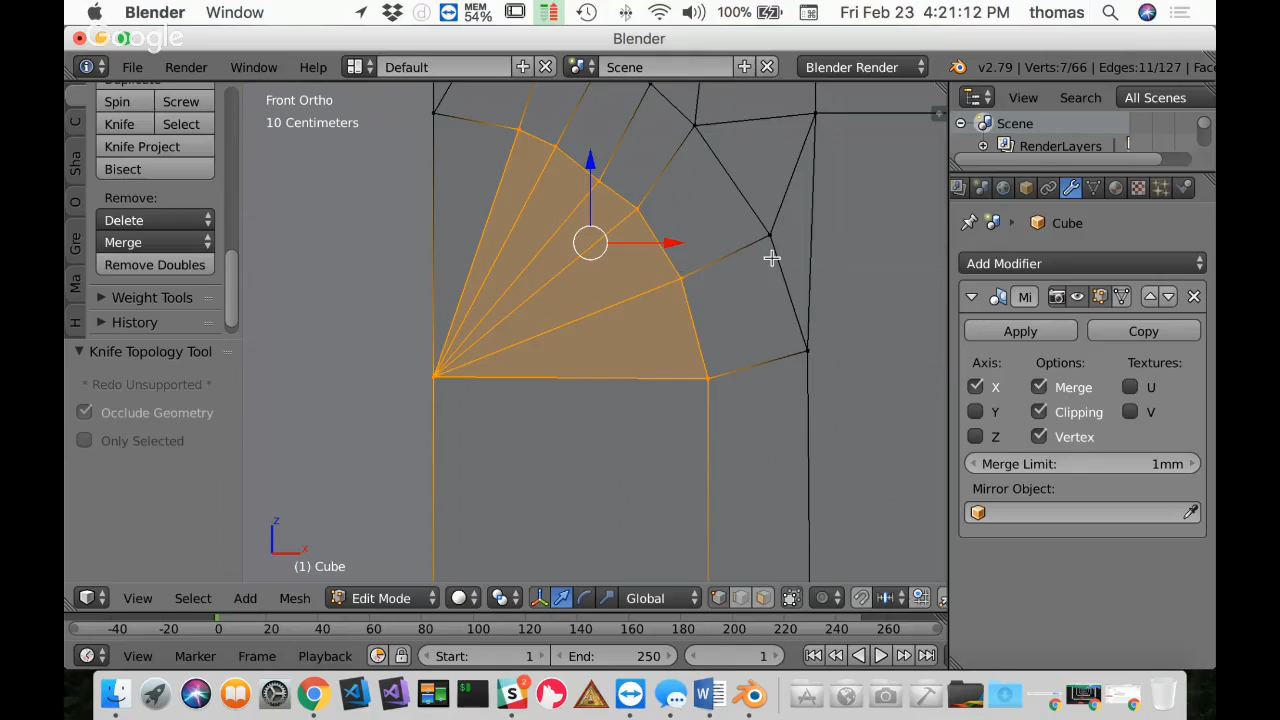 Blender Window MEM 54% 100% Fri Feb 23 4:21:12 PM thomas
Google
Blender
File Render Window Help Default Scene Blender Render v2.79 | Verts:7/66 | Edges:11/127 | Face
Spin Screw
Knife Select
Knife Project
Bisect
Remove:
Delete
Merge
Remove Doubles
Weight Tools
History
Knife Topology Tool
* Redo Unsupported *
Occlude Geometry
Only Selected
C
Sha
O
Gre
Ma
H
Front Ortho
10 Centimeters
z
x
(1) Cube
View Search All Scenes
Scene
RenderLayers
Cube
Add Modifier
Mi
Apply Copy
Axis: Options: Textures:
X Merge U
Y Clipping V
Z Vertex
Merge Limit: 1mm
Mirror Object:
View Select Add Mesh Edit Mode Global
-40 -20 0 20 40 60 80 100 120 140 160 180 200 220 240 260
View Marker Frame Playback Start: 1 End: 250 1
2